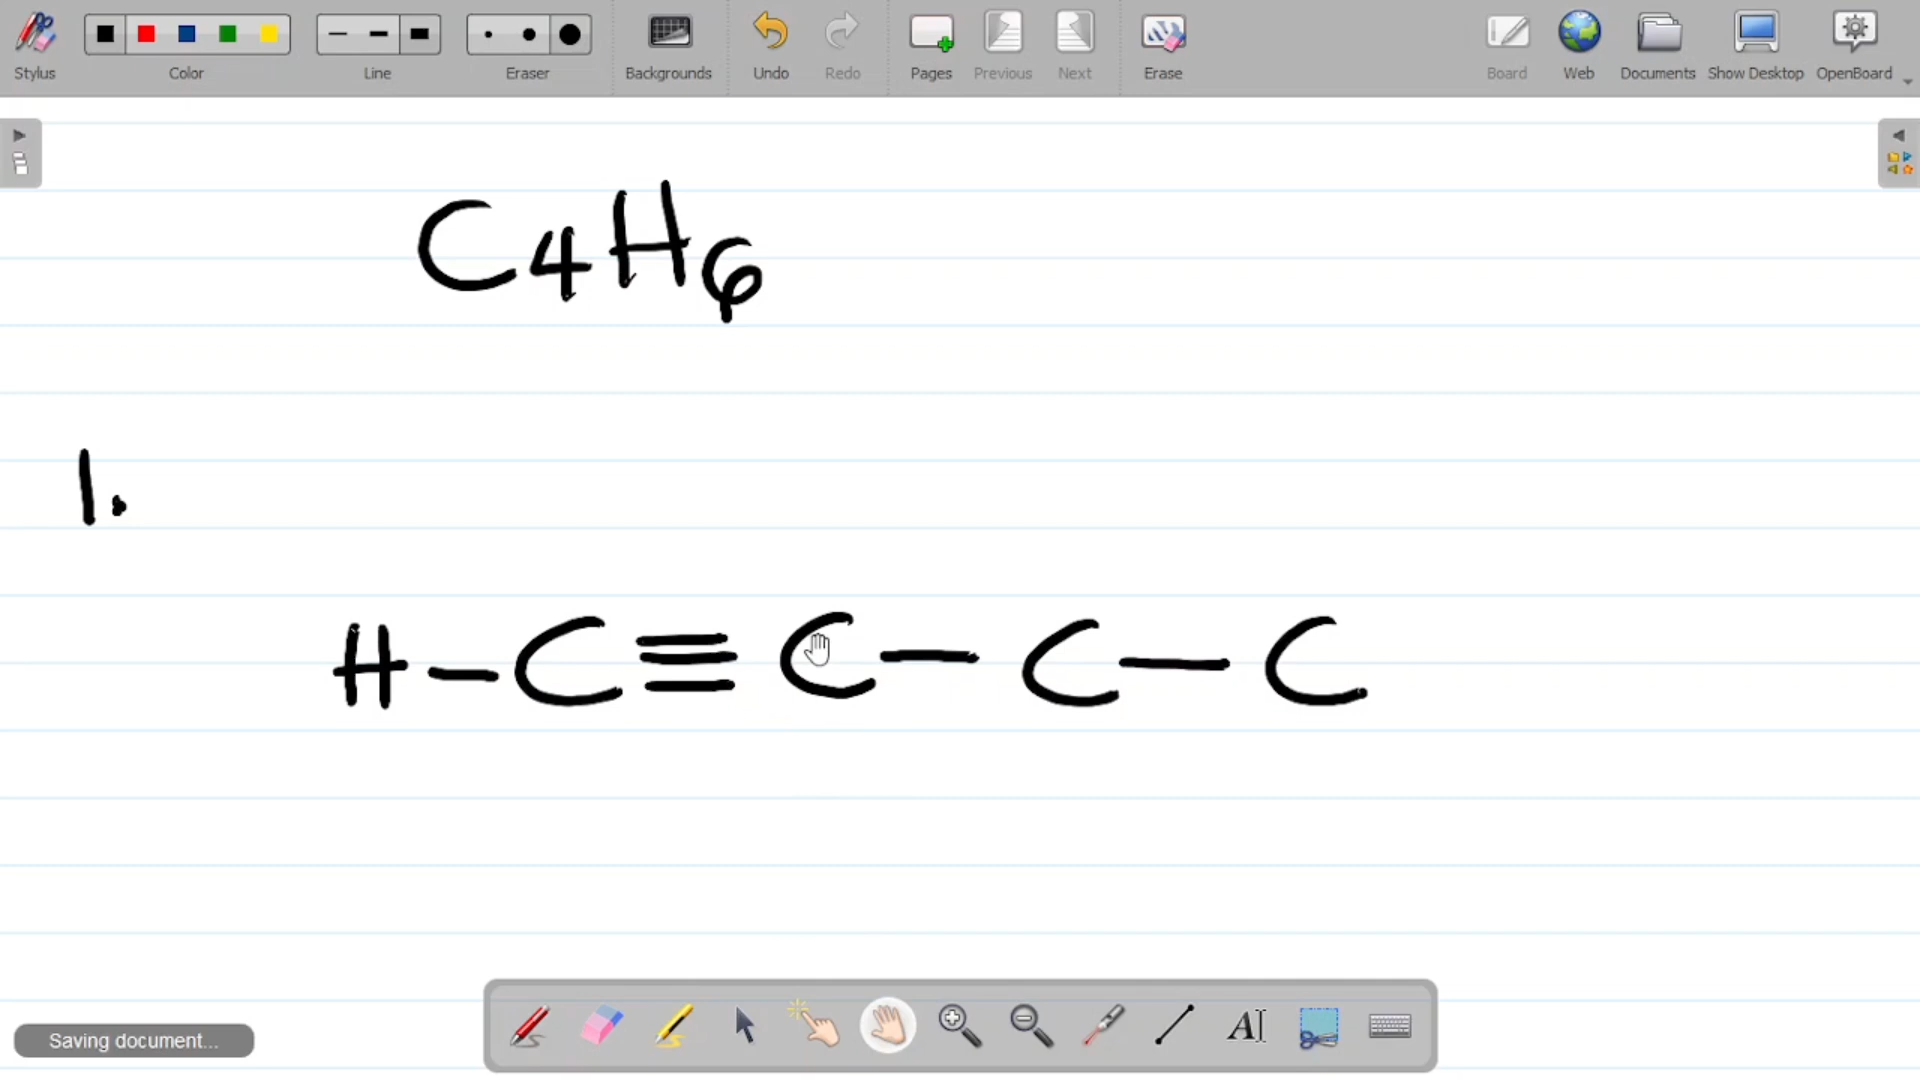 Stylus Color Line Eraser Backgrounds Undo Redo Pages Previous Next Erase Board Web Documents Show Desktop OpenBoard
C₄H₆
1.
H-C≡C-C-C
AI
Saving document...